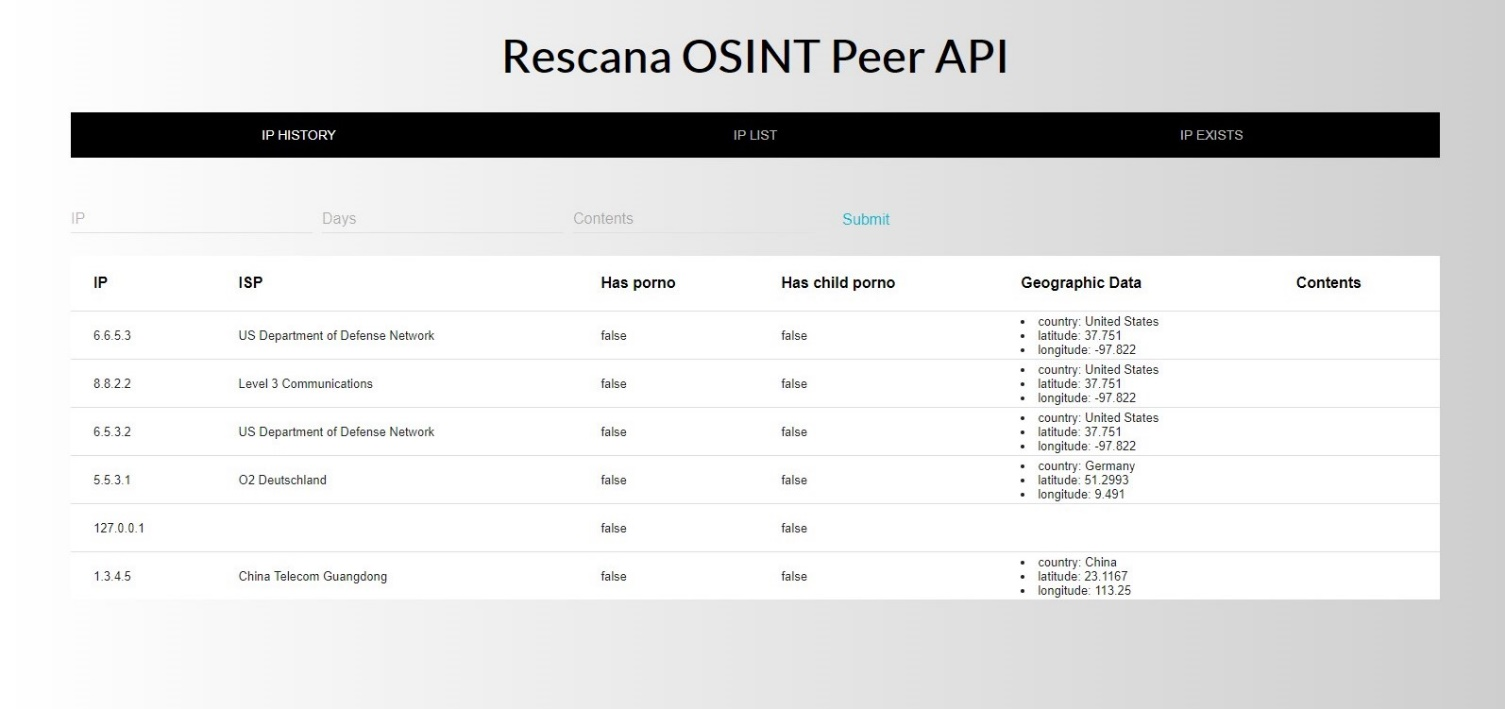 Rescana OSINT Peer API
IP HISTORY IP LIST IP EXISTS
IP Days Contents Submit
IP ISP Has porno Has child porno Geographic Data Contents
6.6.5.3 US Department of Defense Network false false
country: United States
latitude: 37.751
longitude: -97.822
8.8.2.2 Level 3 Communications false false
country: United States
latitude: 37.751
longitude: -97.822
6.5.3.2 US Department of Defense Network false false
country: United States
latitude: 37.751
longitude: -97.822
5.5.3.1 O2 Deutschland false false
country: Germany
latitude: 51.2993
longitude: 9.491
127.0.0.1 false false
1.3.4.5 China Telecom Guangdong false false
country: China
latitude: 23.1167
longitude: 113.25